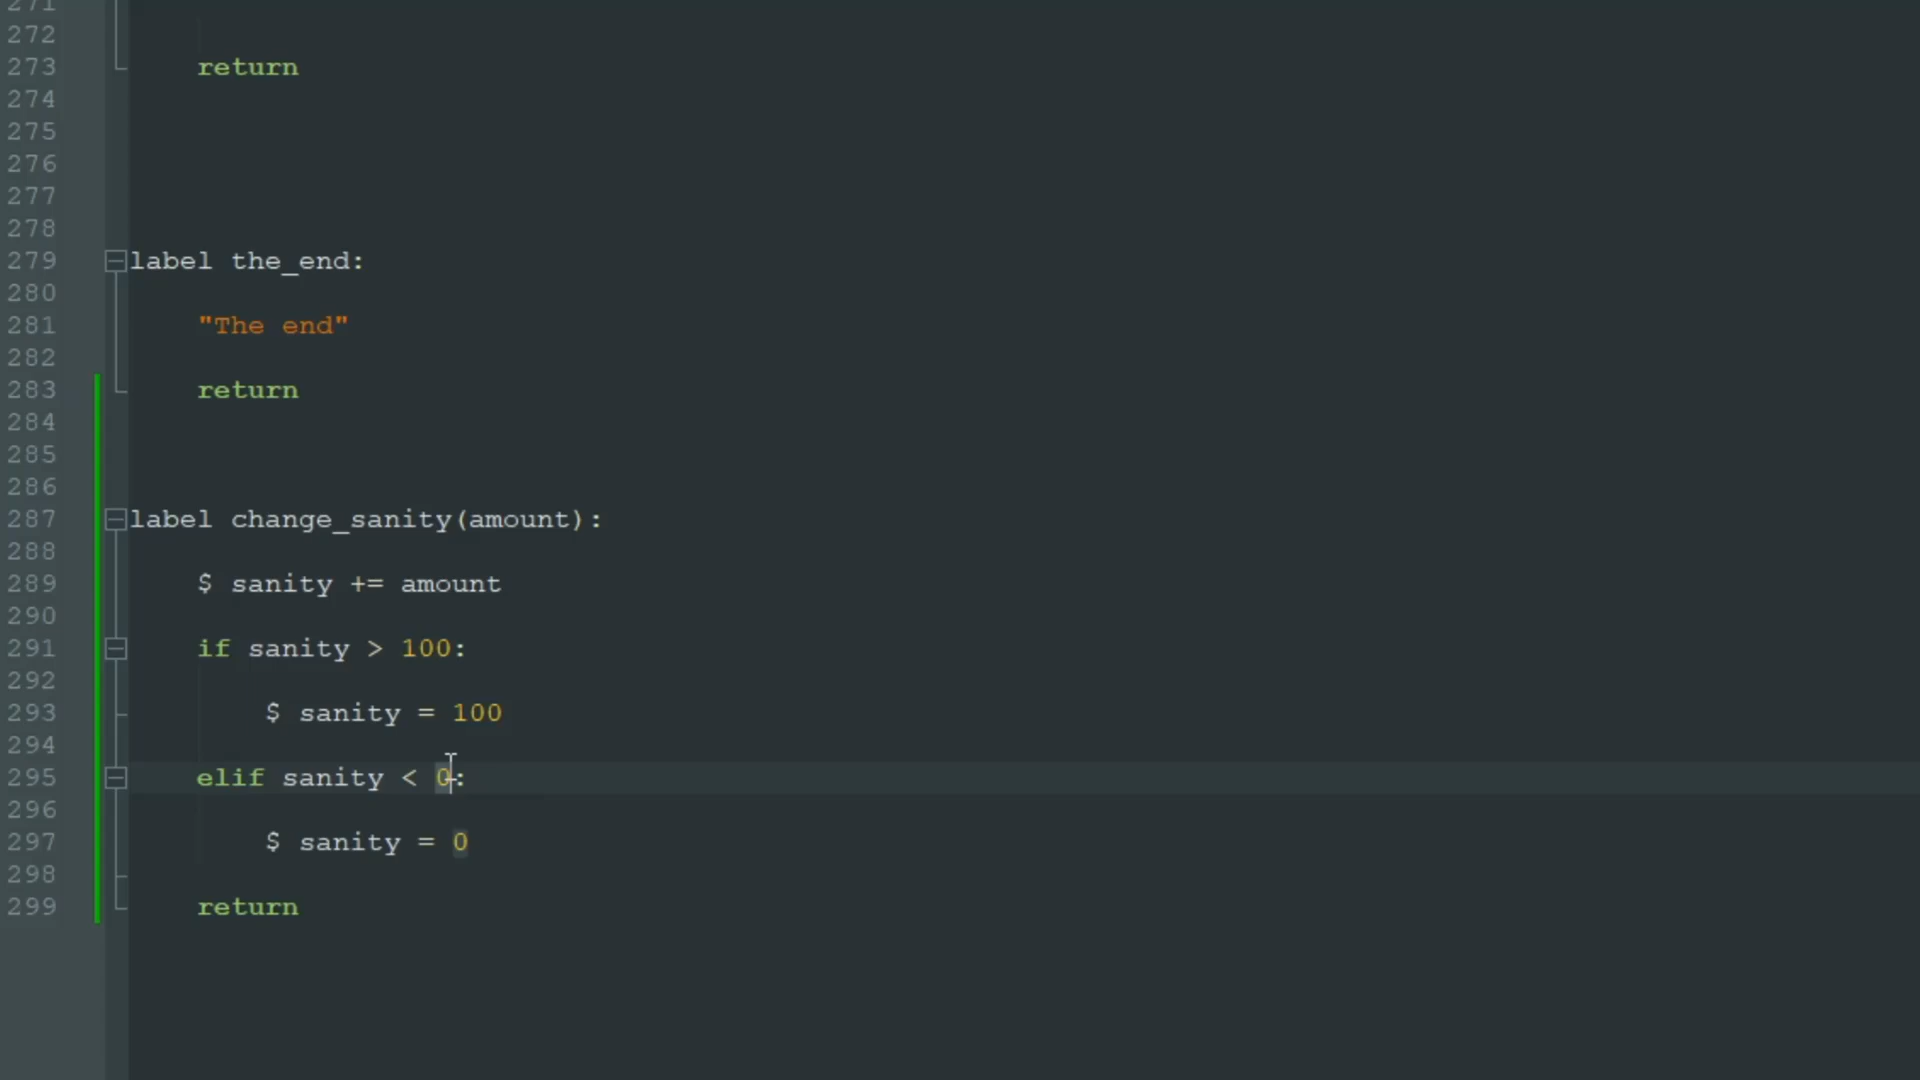 271
272
273 return
274
275
276
277
278
279 label the_end:
280
281 "The end"
282
283 return
284
285
286
287 label change_sanity(amount):
288
289 $ sanity += amount
290
291 if sanity > 100:
292
293 $ sanity = 100
294
295 elif sanity < 0:
296
297 $ sanity = 0
298
299 return